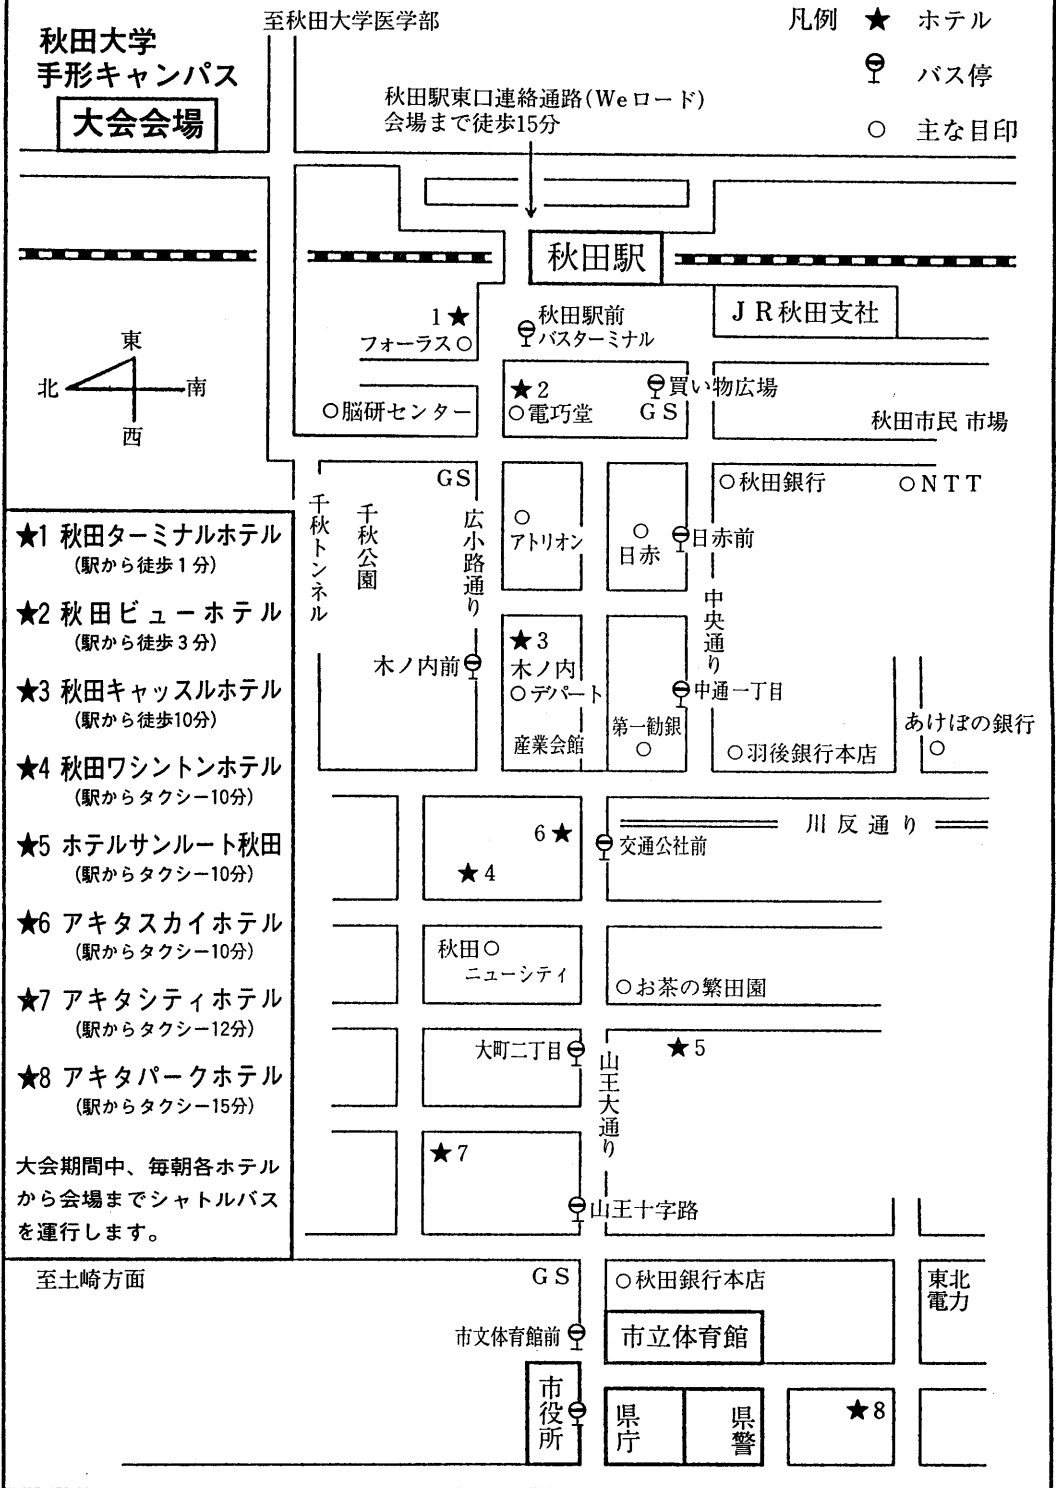 至秋田大学医学部
秋田大学
手形キャンパス
大会会場
凡例 ★ ホテル
バス停
○ 主な目印
秋田駅東口連絡通路(Weロード)
会場まで徒歩15分
秋田駅
JR秋田支社
1★
フォーラス○
秋田駅前
バスターミナル
東
北
南
西
★2
○電巧堂
買い物広場
GS
○脳研センター
秋田市民市場
GS
○秋田銀行
○NTT
千秋トンネル
千秋公園
広小路通り
○
アトリオン
○
日赤
日赤前
中央通り
木ノ内前
★3
木ノ内
○デパート
産業会館
第一勧銀
○
中通一丁目
○羽後銀行本店
あけぼの銀行
○
★1 秋田ターミナルホテル
(駅から徒歩1分)
★2 秋田ビューホテル
(駅から徒歩3分)
★3 秋田キャッスルホテル
(駅から徒歩10分)
★4 秋田ワシントンホテル
(駅からタクシー10分)
★5 ホテルサンルート秋田
(駅からタクシー10分)
★6 アキタスカイホテル
(駅からタクシー10分)
★7 アキタシティホテル
(駅からタクシー12分)
★8 アキタパークホテル
(駅からタクシー15分)
大会期間中、毎朝各ホテル
から会場までシャトルバス
を運行します。
6★
★4
交通公社前
川反通り
秋田○
ニューシティ
○お茶の繁田園
大町二丁目
山王大通り
★5
★7
山王十字路
至土崎方面
GS
○秋田銀行本店
東北
電力
市文体育館前
市立体育館
市役所
県庁
県警
★8